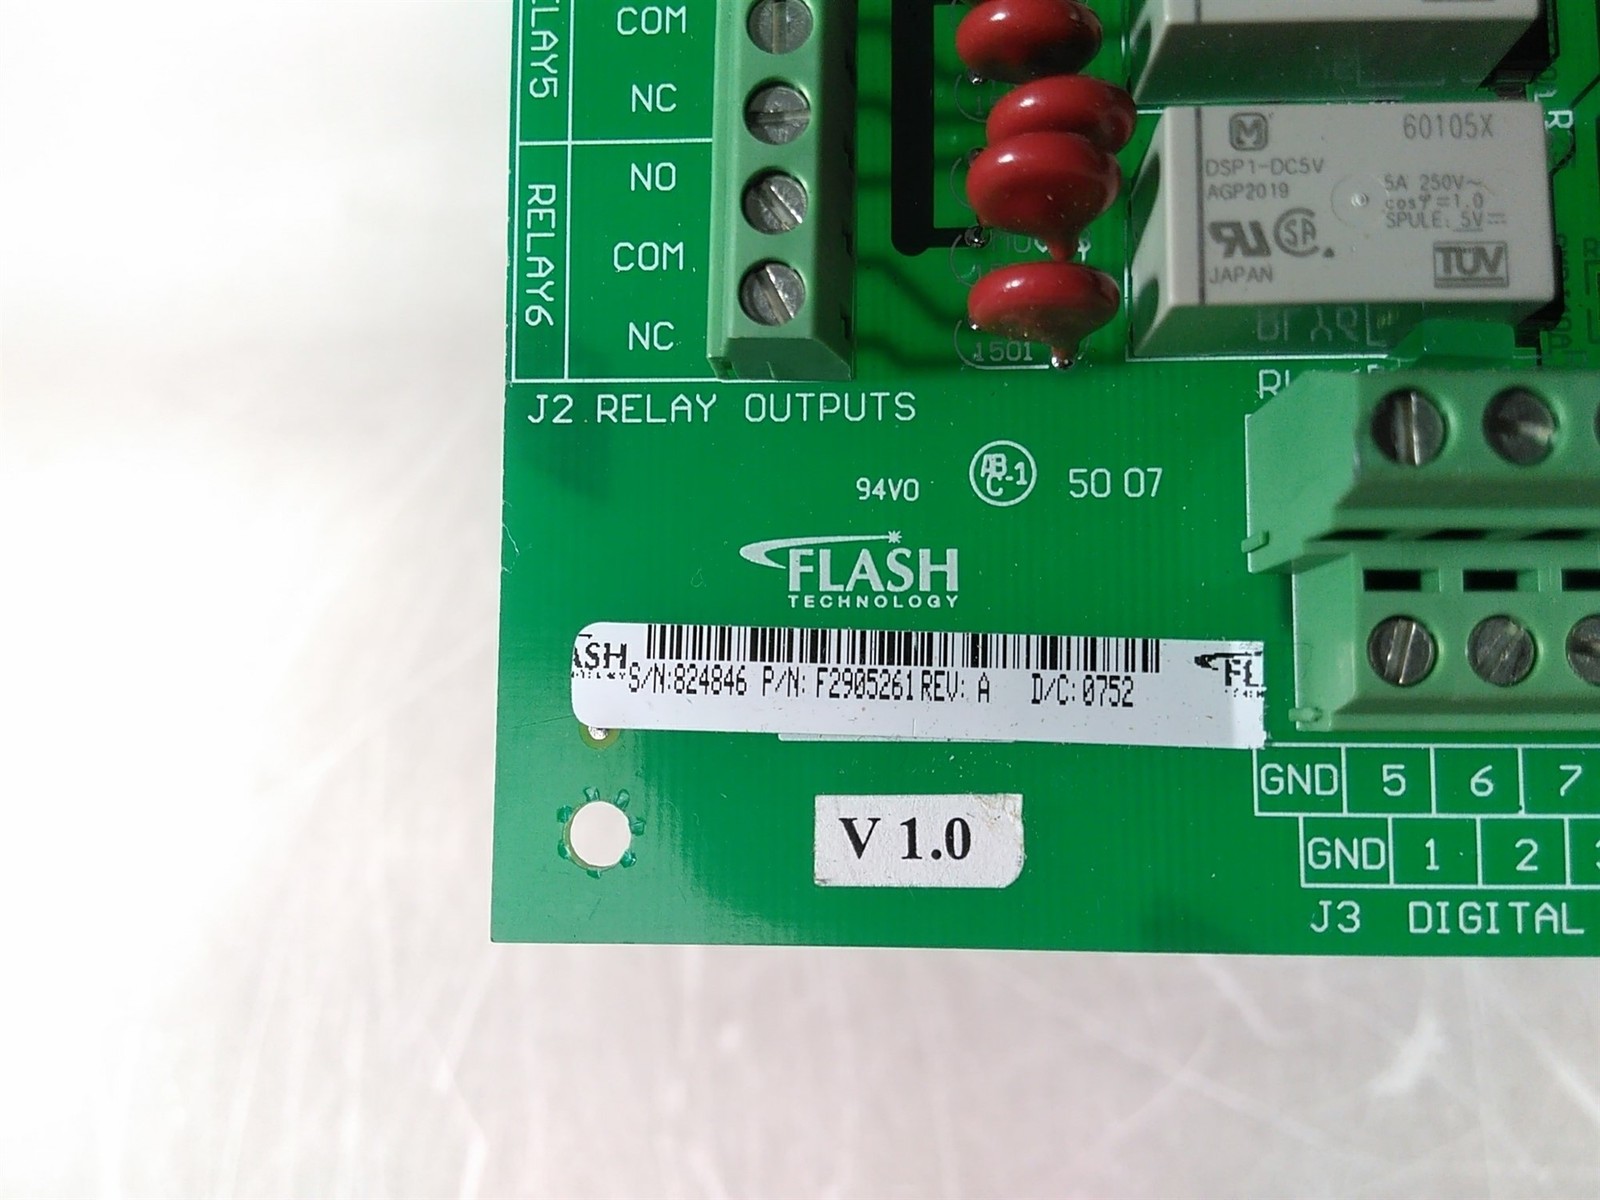 COM
NC
NO
COM
NC
RELAY6
J2 RELAY OUTPUTS
60105X
DSP1-DC5V
AGP2019
5A 250V~
cosφ=1.0
SPULE: 5V
JAPAN
TÜV
1501
94V0
ABC-1
50 07
FLASH
TECHNOLOGY
S/N:824846 P/N: F2905261 REV: A D/C: 0752
V 1.0
GND 5 6 7
GND 1 2
J3 DIGITAL